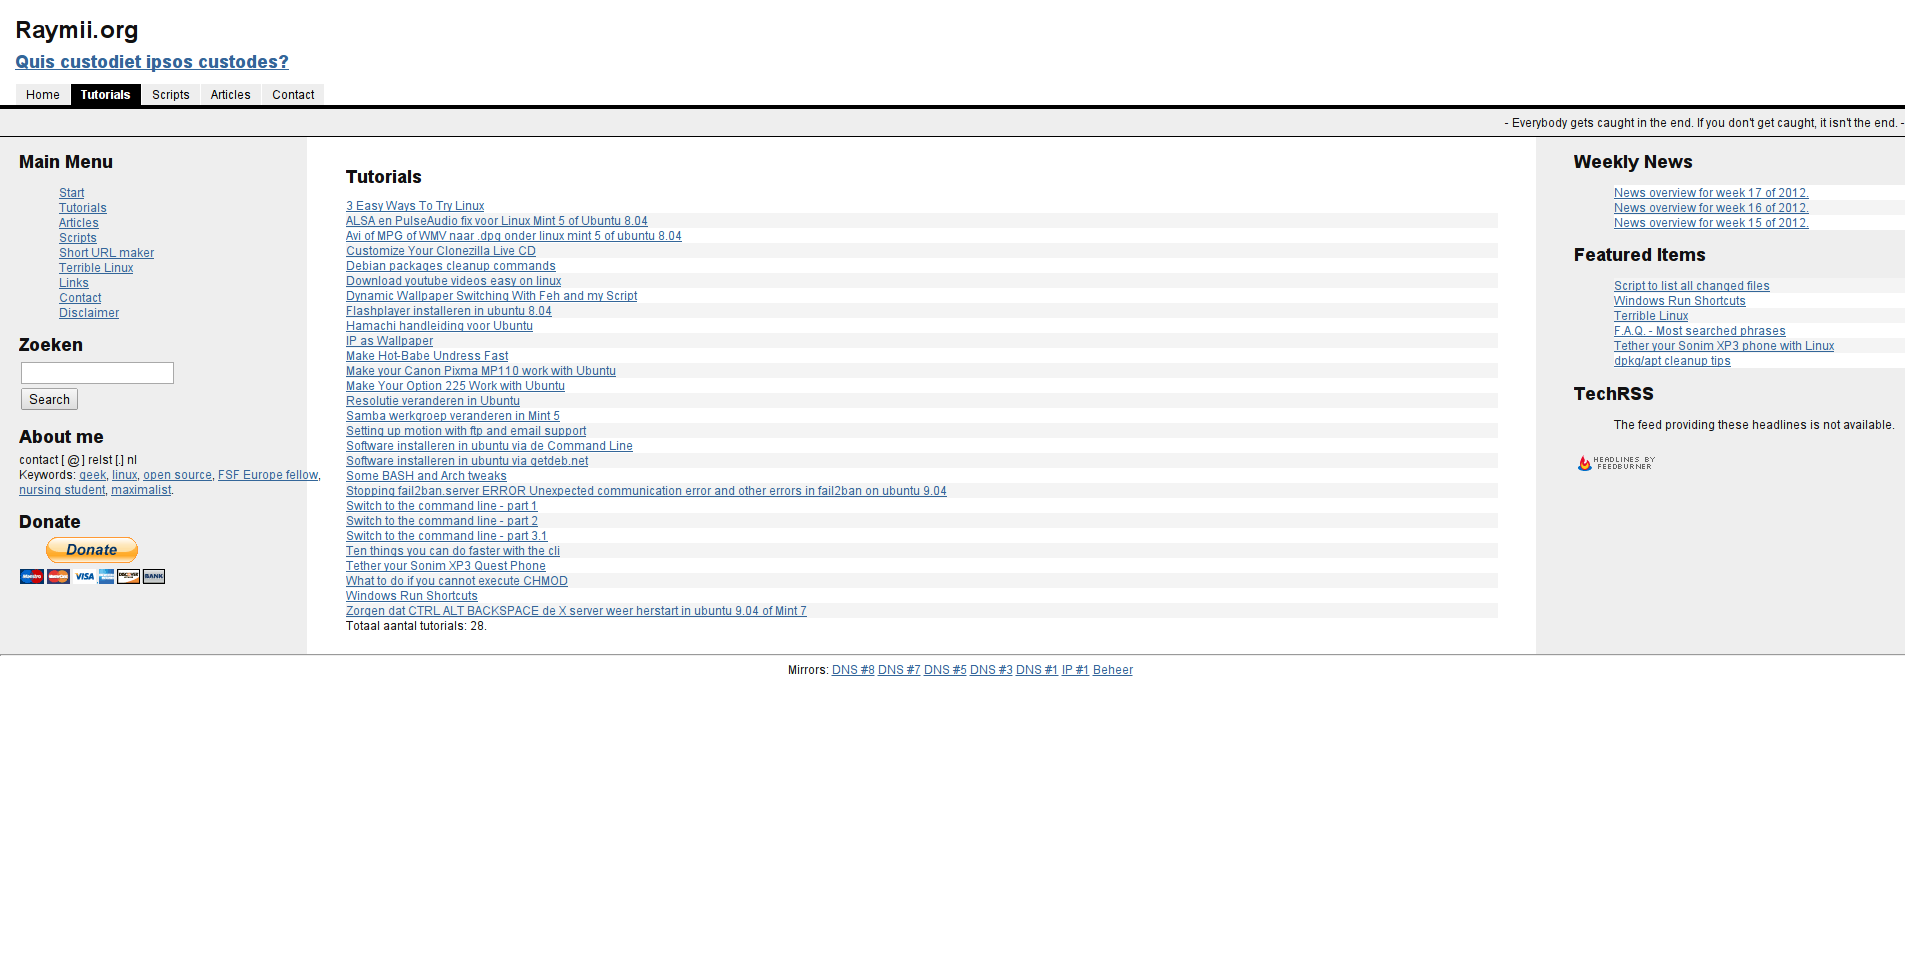 Raymii.org
Quis custodiet ipsos custodes?
Home Tutorials Scripts Articles Contact
- Everybody gets caught in the end. If you don't get caught, it isn't the end. -
Main Menu
Start
Tutorials
Articles
Scripts
Short URL maker
Terrible Linux
Links
Contact
Disclaimer
Zoeken
Search
About me
contact [ @ ] relst [.] nl
Keywords: geek, linux, open source, FSF Europe fellow,
nursing student, maximalist.
Donate
Donate
Maestro MasterCard VISA DISCOVER BANK
Tutorials
3 Easy Ways To Try Linux
ALSA en PulseAudio fix voor Linux Mint 5 of Ubuntu 8.04
Avi of MPG of WMV naar .dpg onder linux mint 5 of ubuntu 8.04
Customize Your Clonezilla Live CD
Debian packages cleanup commands
Download youtube videos easy on linux
Dynamic Wallpaper Switching With Feh and my Script
Flashplayer installeren in ubuntu 8.04
Hamachi handleiding voor Ubuntu
IP as Wallpaper
Make Hot-Babe Undress Fast
Make your Canon Pixma MP110 work with Ubuntu
Make Your Option 225 Work with Ubuntu
Resolutie veranderen in Ubuntu
Samba werkgroep veranderen in Mint 5
Setting up motion with ftp and email support
Software installeren in ubuntu via de Command Line
Software installeren in ubuntu via getdeb.net
Some BASH and Arch tweaks
Stopping fail2ban.server ERROR Unexpected communication error and other errors in fail2ban on ubuntu 9.04
Switch to the command line - part 1
Switch to the command line - part 2
Switch to the command line - part 3.1
Ten things you can do faster with the cli
Tether your Sonim XP3 Quest Phone
What to do if you cannot execute CHMOD
Windows Run Shortcuts
Zorgen dat CTRL ALT BACKSPACE de X server weer herstart in ubuntu 9.04 of Mint 7
Totaal aantal tutorials: 28.
Weekly News
News overview for week 17 of 2012.
News overview for week 16 of 2012.
News overview for week 15 of 2012.
Featured Items
Script to list all changed files
Windows Run Shortcuts
Terrible Linux
F.A.Q. - Most searched phrases
Tether your Sonim XP3 phone with Linux
dpkg/apt cleanup tips
TechRSS
The feed providing these headlines is not available.
HEADLINES BY
FEEDBURNER
Mirrors: DNS #8 DNS #7 DNS #5 DNS #3 DNS #1 IP #1 Beheer